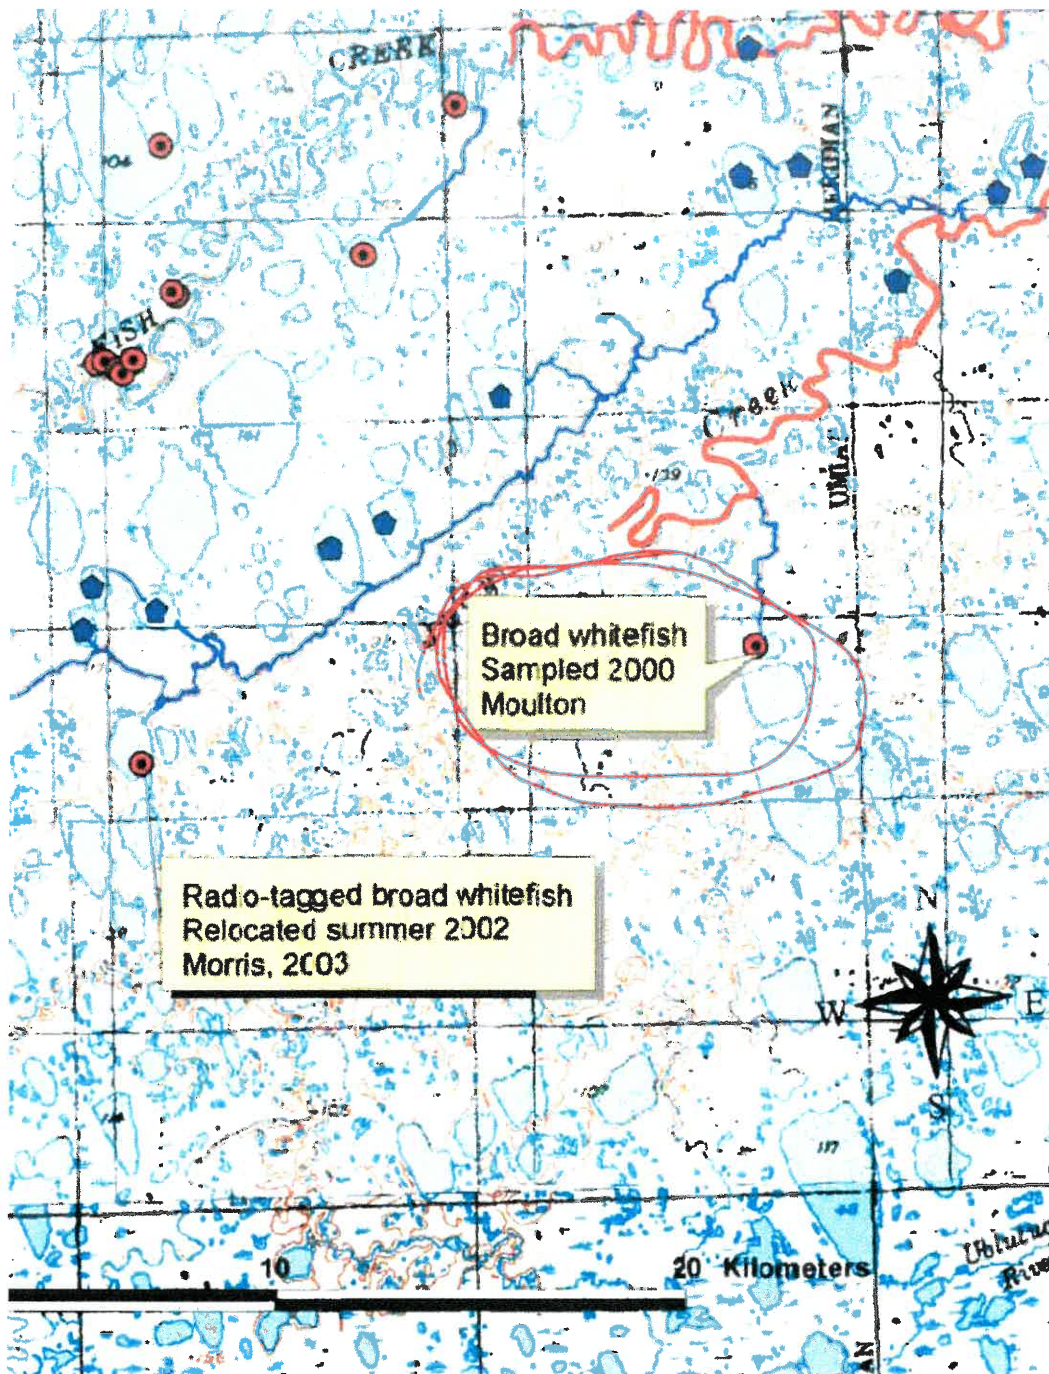 CREEK
MERIDIAN
FISH
Creek
UMIAT
Broad whitefish
Sampled 2000
Moulton
Radio-tagged broad whitefish
Relocated summer 2002
Morris, 2003
N
W
E
S
117
10
20 Kilometers